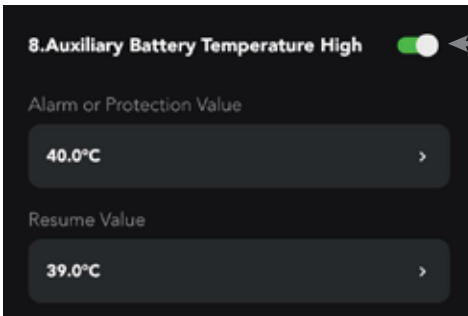 8.Auxiliary Battery Temperature High
Alarm or Protection Value
40.0°C
Resume Value
39.0°C